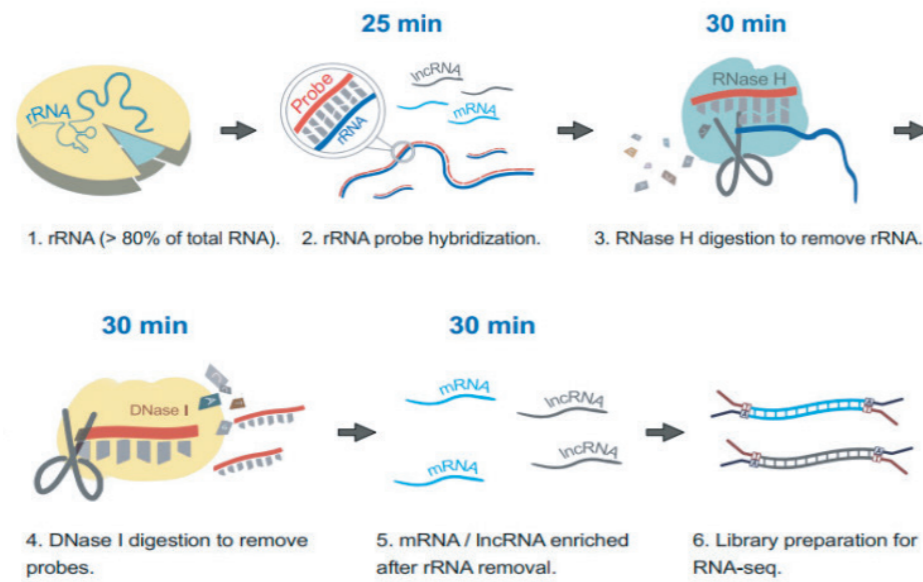 25 min
30 min
rRNA
Probe
rRNA
lncRNA
mRNA
RNase H
1. rRNA (> 80% of total RNA).
2. rRNA probe hybridization.
3. RNase H digestion to remove rRNA.
30 min
30 min
DNase I
mRNA
lncRNA
mRNA
lncRNA
4. DNase I digestion to remove
probes.
5. mRNA / lncRNA enriched
after rRNA removal.
6. Library preparation for
RNA-seq.